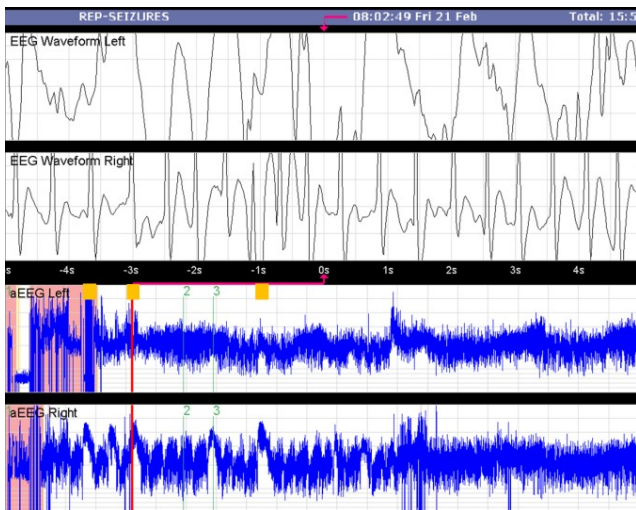 REP-SEIZURES 08:02:49 Fri 21 Feb Total: 15:5
EEG Waveform Left
EEG Waveform Right
s -4s -3s -2s -1s 0s 1s 2s 3s 4s
aEEG Left
2 3
aEEG Right
2 3